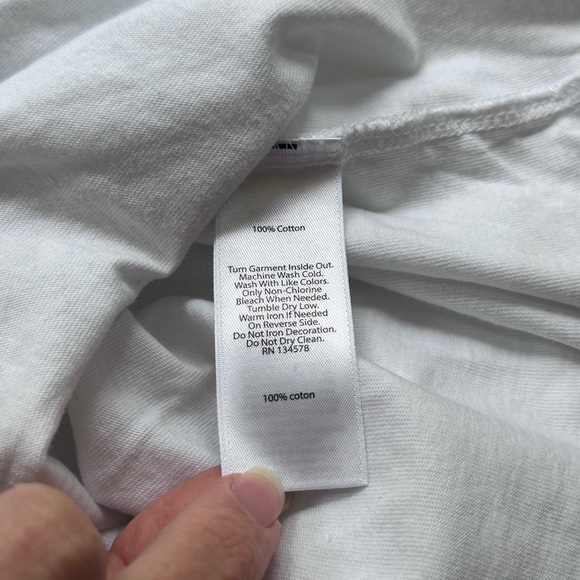 100% Cotton
Turn Garment Inside Out.
Machine Wash Cold.
Wash With Like Colors.
Only Non-Chlorine
Bleach When Needed.
Tumble Dry Low.
Warm Iron If Needed
On Reverse Side.
Do Not Iron Decoration.
Do Not Dry Clean.
RN 134578
100% coton